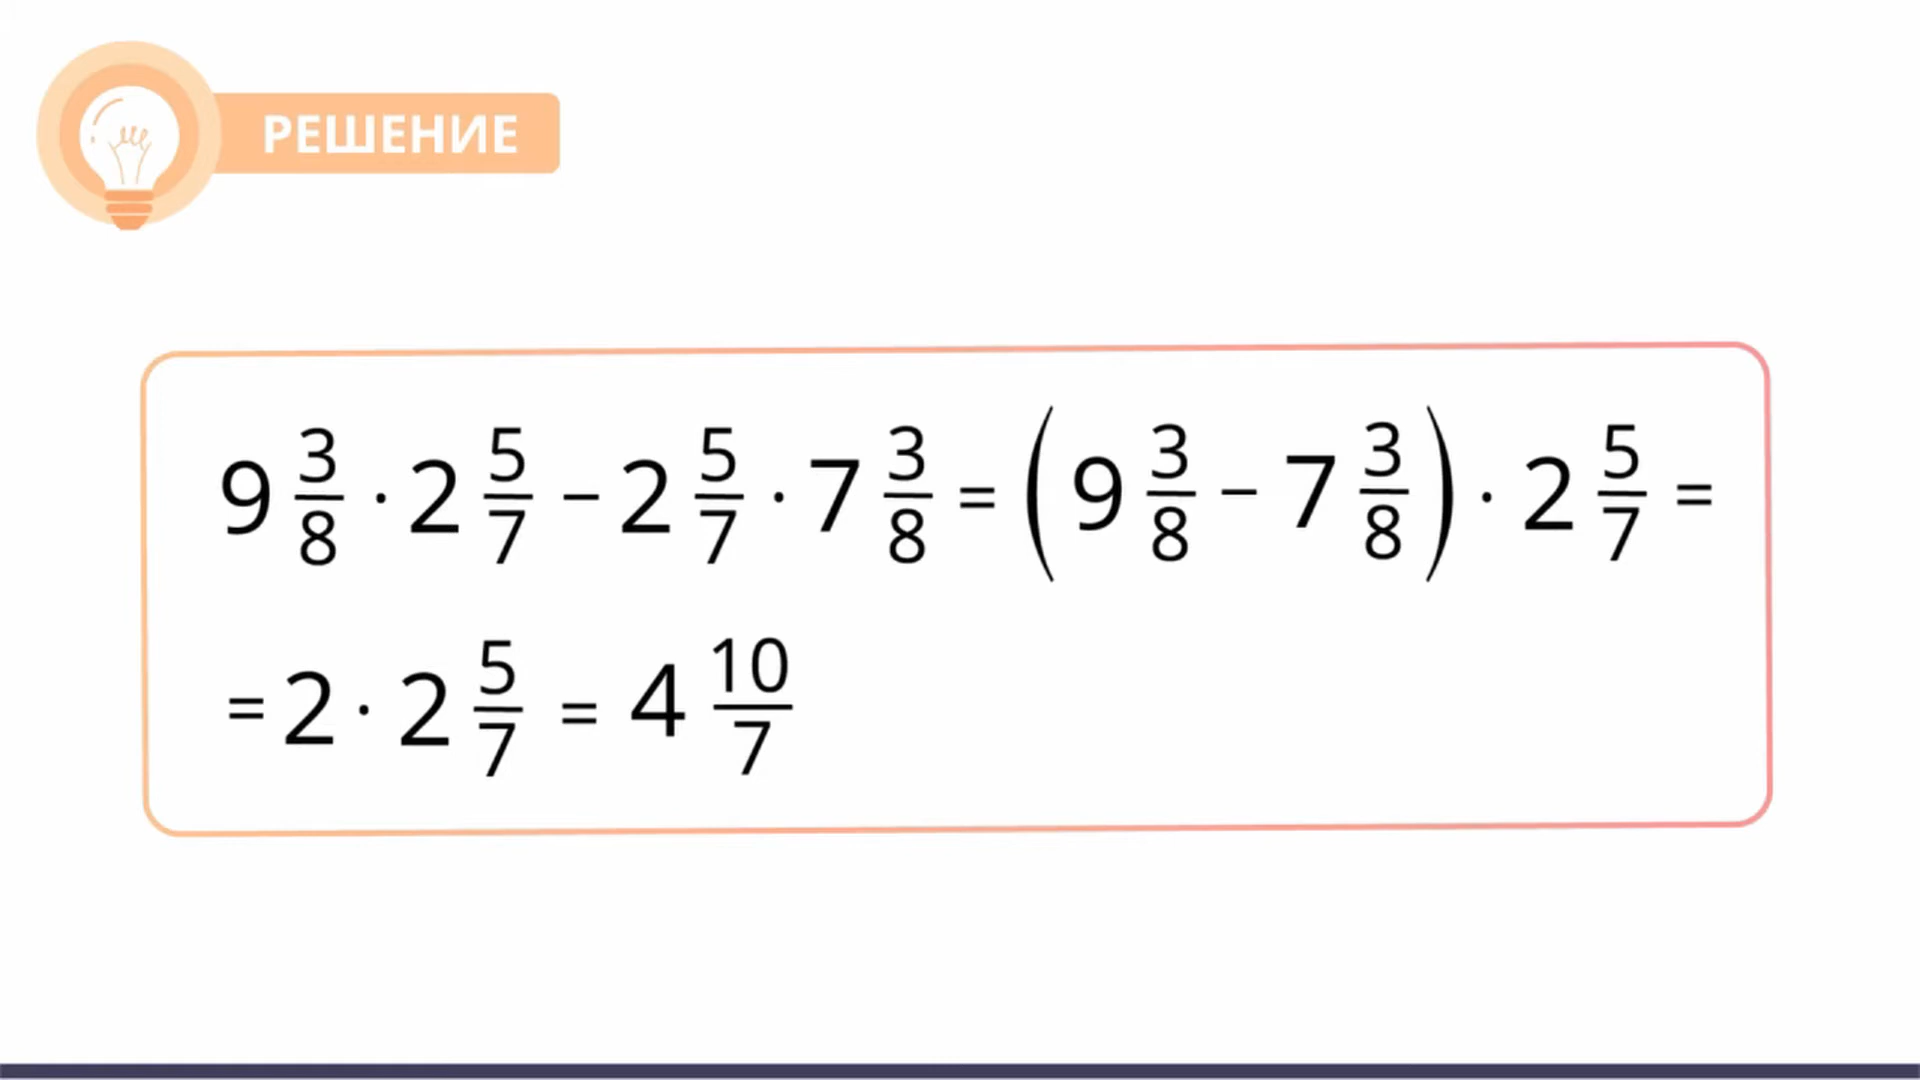 РЕШЕНИЕ
9 3/8 · 2 5/7 − 2 5/7 · 7 3/8 = (9 3/8 − 7 3/8) · 2 5/7 =
= 2 · 2 5/7 = 4 10/7